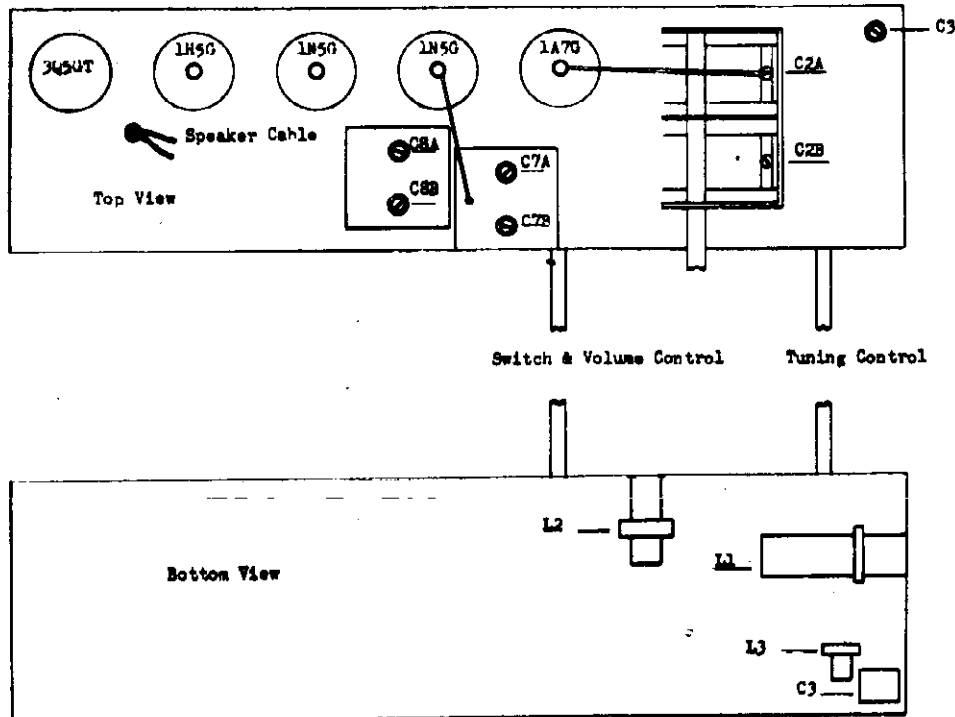 3Q5GT
1H5G
1N5G
1N5G
1A7G
C3
C2A
Speaker Cable
C8A
C7A
C2B
Top View
C8B
C7B
Switch & Volume Control
Tuning Control
L2
L1
Bottom View
L3
C3